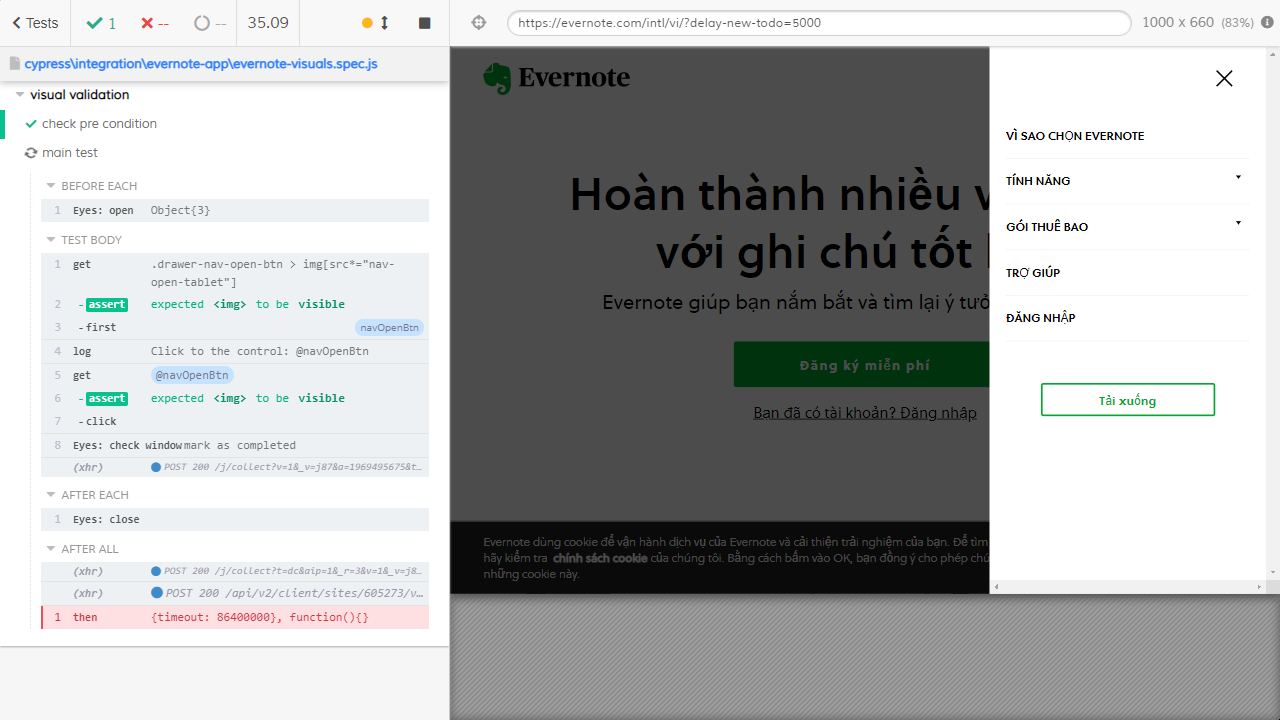 Tests
1
--
--
35.09
https://evernote.com/intl/vi/?delay-new-todo=5000
1000 x 660 (83%)
cypress\integration\evernote-app\evernote-visuals.spec.js
visual validation
check pre condition
main test
BEFORE EACH
1 Eyes: open Object{3}
TEST BODY
1 get .drawer-nav-open-btn > img[src*="nav-
open-tablet"]
2 -assert expected <img> to be visible
3 -first navOpenBtn
4 log Click to the control: @navOpenBtn
5 get @navOpenBtn
6 -assert expected <img> to be visible
7 -click
8 Eyes: check window mark as completed
(xhr) POST 200 /j/collect?v=1&_v=j87&a=1969495675&t…
AFTER EACH
1 Eyes: close
AFTER ALL
(xhr) POST 200 /j/collect?t=dc&aip=1&_r=3&v=1&_v=j8…
(xhr) POST 200 /api/v2/client/sites/605273/v…
1 then {timeout: 86400000}, function(){}
Evernote
Hoàn thành nhiều v
với ghi chú tốt
Evernote giúp bạn nắm bắt và tìm lại ý tưở
Đăng ký miễn phí
Bạn đã có tài khoản? Đăng nhập
Evernote dùng cookie để vận hành dịch vụ của Evernote và cải thiện trải nghiệm của bạn. Để tìm
hãy kiểm tra chính sách cookie của chúng tôi. Bằng cách bấm vào OK, bạn đồng ý cho phép chú
những cookie này.
VÌ SAO CHỌN EVERNOTE
TÍNH NĂNG
GÓI THUÊ BAO
TRỢ GIÚP
ĐĂNG NHẬP
Tải xuống